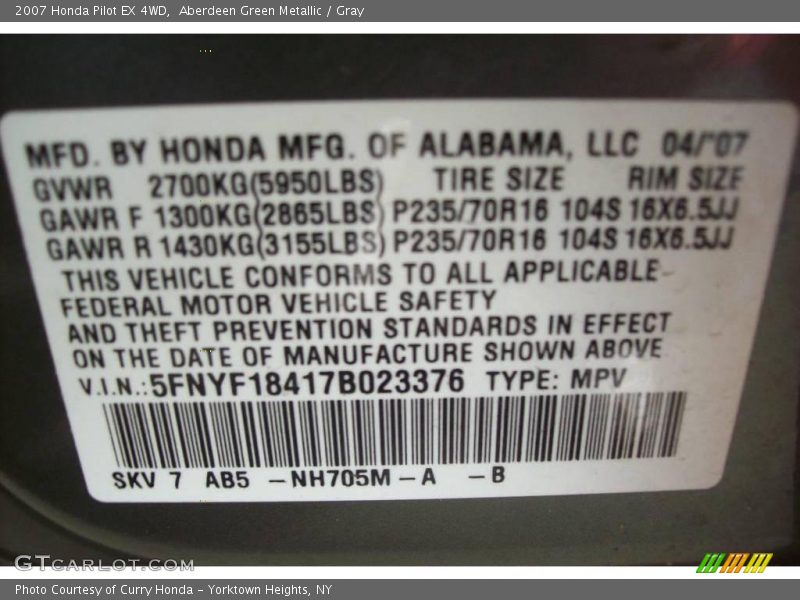 2007 Honda Pilot EX 4WD, Aberdeen Green Metallic / Gray
MFD. BY HONDA MFG. OF ALABAMA, LLC 04/'07
GVWR 2700KG(5950LBS) TIRE SIZE RIM SIZE
GAWR F 1300KG(2865LBS) P235/70R16 104S 16X6.5JJ
GAWR R 1430KG(3155LBS) P235/70R16 104S 16X6.5JJ
THIS VEHICLE CONFORMS TO ALL APPLICABLE
FEDERAL MOTOR VEHICLE SAFETY
AND THEFT PREVENTION STANDARDS IN EFFECT
ON THE DATE OF MANUFACTURE SHOWN ABOVE
V.I.N.: 5FNYF18417B023376 TYPE: MPV
SKV 7 AB5 -NH705M-A -B
GTCARLOT.COM
Photo Courtesy of Curry Honda - Yorktown Heights, NY